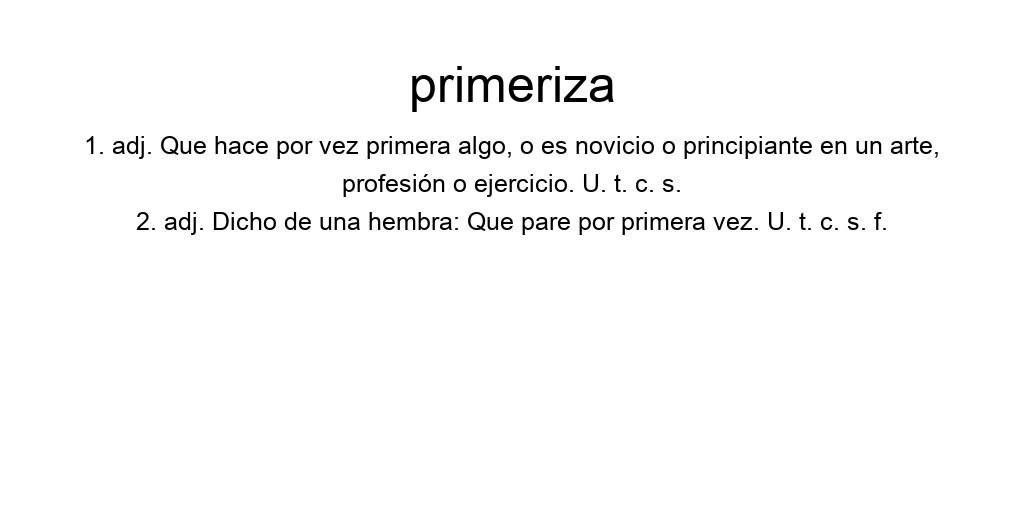 primeriza
1. adj. Que hace por vez primera algo, o es novicio o principiante en un arte,
profesión o ejercicio. U. t. c. s.
2. adj. Dicho de una hembra: Que pare por primera vez. U. t. c. s. f.